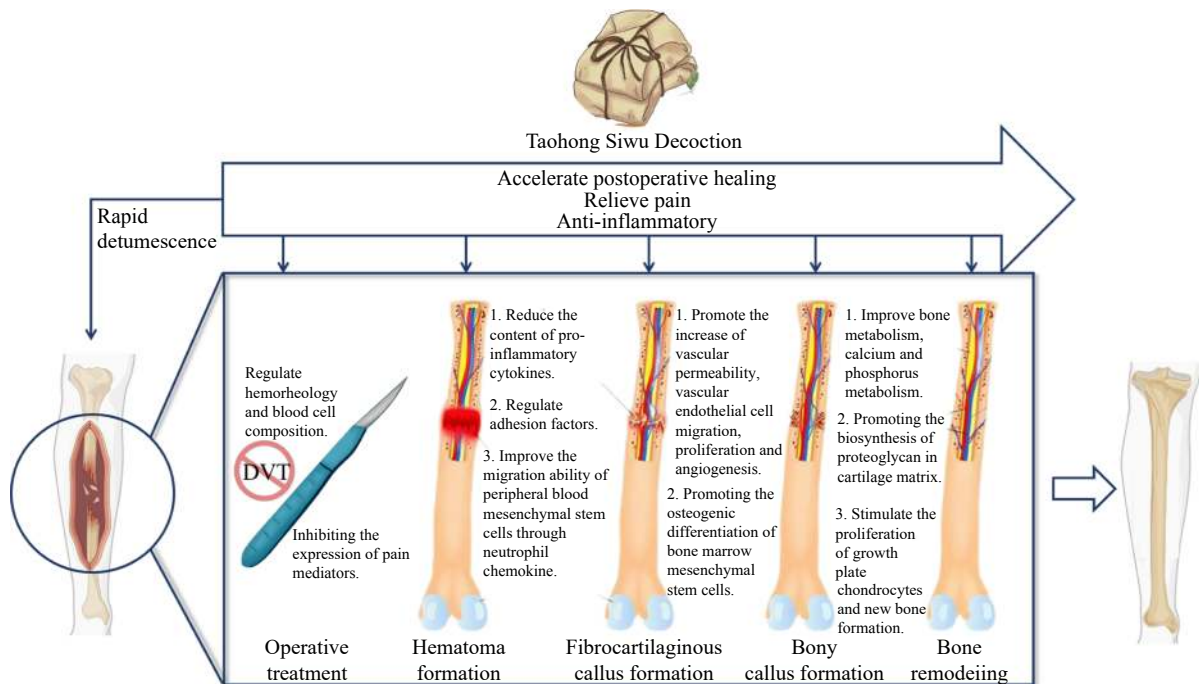 Taohong Siwu Decoction
Accelerate postoperative healing
Relieve pain
Anti-inflammatory
Rapid
detumescence
Regulate
hemorheology
and blood cell
composition.
DVT
Inhibiting the
expression of pain
mediators.
Operative
treatment
1. Reduce the
content of pro-
inflammatory
cytokines.
2. Regulate
adhesion factors.
3. Improve the
migration ability of
peripheral blood
mesenchymal stem
cells through
neutrophil
chemokine.
Hematoma
formation
1. Promote the
increase of
vascular
permeability,
vascular
endothelial cell
migration,
proliferation and
angiogenesis.
2. Promoting the
osteogenic
differentiation of
bone marrow
mesenchymal
stem cells.
Fibrocartilaginous
callus formation
1. Improve bone
metabolism,
calcium and
phosphorus
metabolism.
2. Promoting the
biosynthesis of
proteoglycan in
cartilage matrix.
3. Stimulate the
proliferation
of growth
plate
chondrocytes
and new bone
formation.
Bony
callus formation
Bone
remodeiing